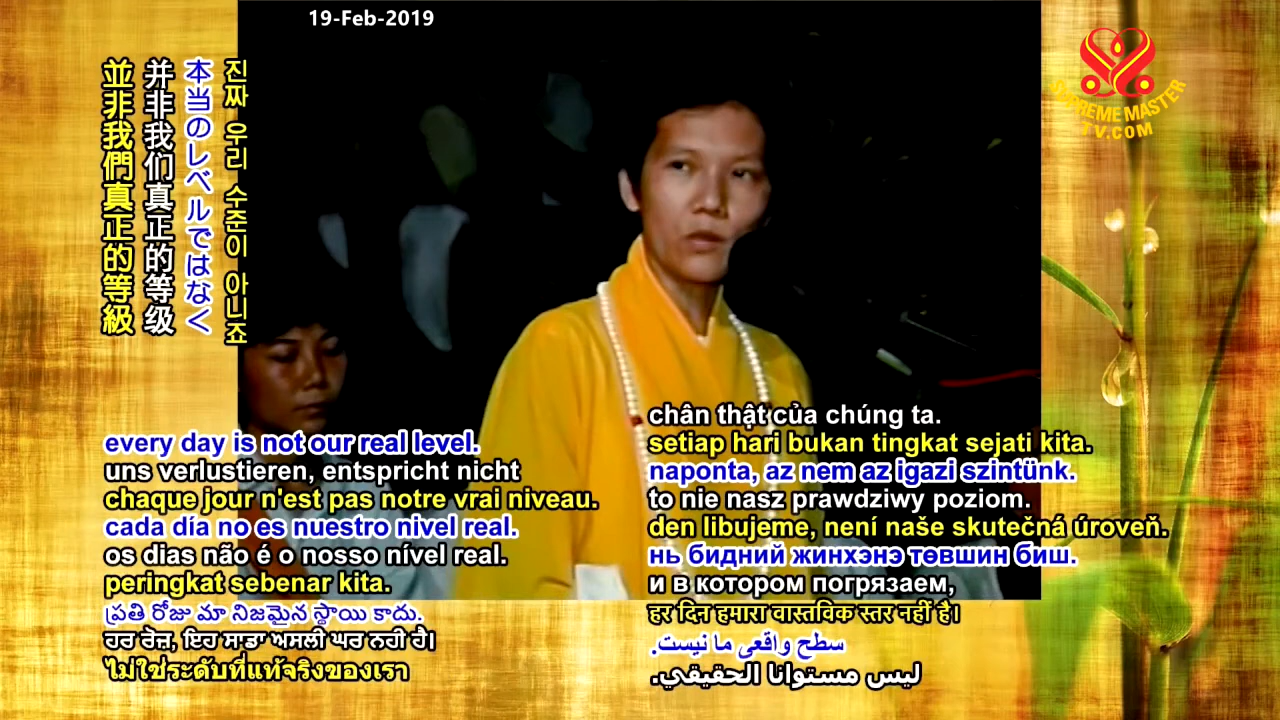 19-Feb-2019
SUPREME MASTER
TV.COM
並非我們真正的等級
并非我们真正的等级
本当のレベルではなく
진짜 우리 수준이 아니죠
every day is not our real level.
uns verlustieren, entspricht nicht
chaque jour n'est pas notre vrai niveau.
cada día no es nuestro nivel real.
os dias não é o nosso nível real.
peringkat sebenar kita.
ప్రతి రోజు మా నిజమైన స్థాయి కాదు.
ਹਰ ਰੋਜ਼, ਇਹ ਸਾਡਾ ਅਸਲੀ ਘਰ ਨਹੀ ਹੈ।
ไม่ใช่ระดับที่แท้จริงของเรา
chân thật của chúng ta.
setiap hari bukan tingkat sejati kita.
naponta, az nem az igazi szintünk.
to nie nasz prawdziwy poziom.
den libujeme, není naše skutečná úroveň.
нь бидний жинхэнэ төвшин биш.
и в котором погрязаем,
हर दिन हमारा वास्तविक स्तर नहीं है।
سطح واقعی ما نیست.
ليس مستوانا الحقيقي.